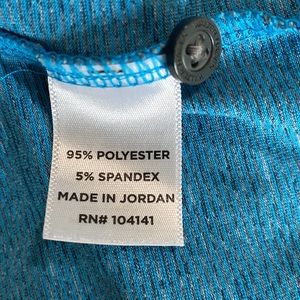 95% POLYESTER
5% SPANDEX
MADE IN JORDAN
RN# 104141